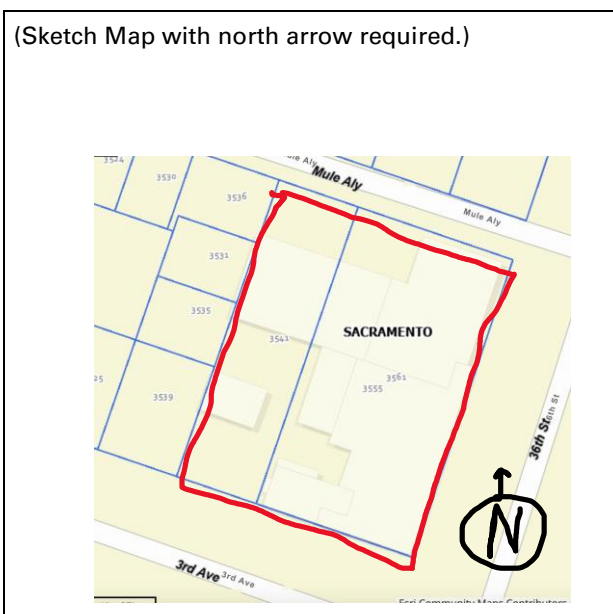 (Sketch Map with north arrow required.)
3524
3530
Mule Aly
3536
Mule Aly
3531
3535
3541
SACRAMENTO
3561
3555
3539
36th St
N
3rd Ave 3rd Ave
Esri Community Maps Contributors